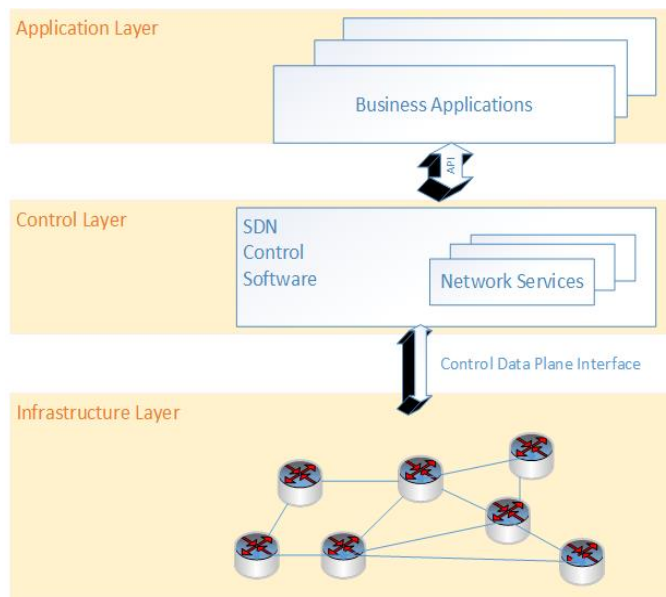 Application Layer
Business Applications
API
Control Layer
SDN
Control
Software
Network Services
Control Data Plane Interface
Infrastructure Layer